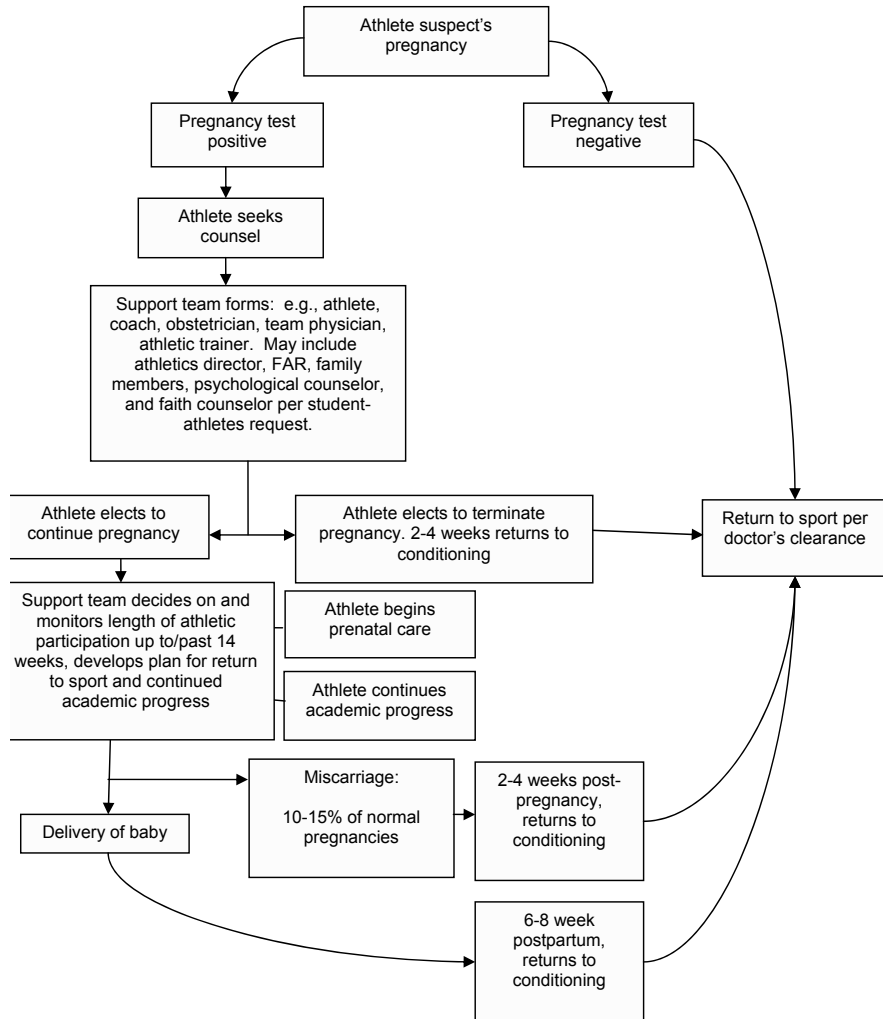 Athlete suspect's
pregnancy
Pregnancy test
positive
Pregnancy test
negative
Athlete seeks
counsel
Support team forms: e.g., athlete,
coach, obstetrician, team physician,
athletic trainer. May include
athletics director, FAR, family
members, psychological counselor,
and faith counselor per student-
athletes request.
Athlete elects to
continue pregnancy
Athlete elects to terminate
pregnancy. 2-4 weeks returns to
conditioning
Return to sport per
doctor's clearance
Support team decides on and
monitors length of athletic
participation up to/past 14
weeks, develops plan for return
to sport and continued
academic progress
Athlete begins
prenatal care
Athlete continues
academic progress
Miscarriage:
10-15% of normal
pregnancies
2-4 weeks post-
pregnancy,
returns to
conditioning
Delivery of baby
6-8 week
postpartum,
returns to
conditioning